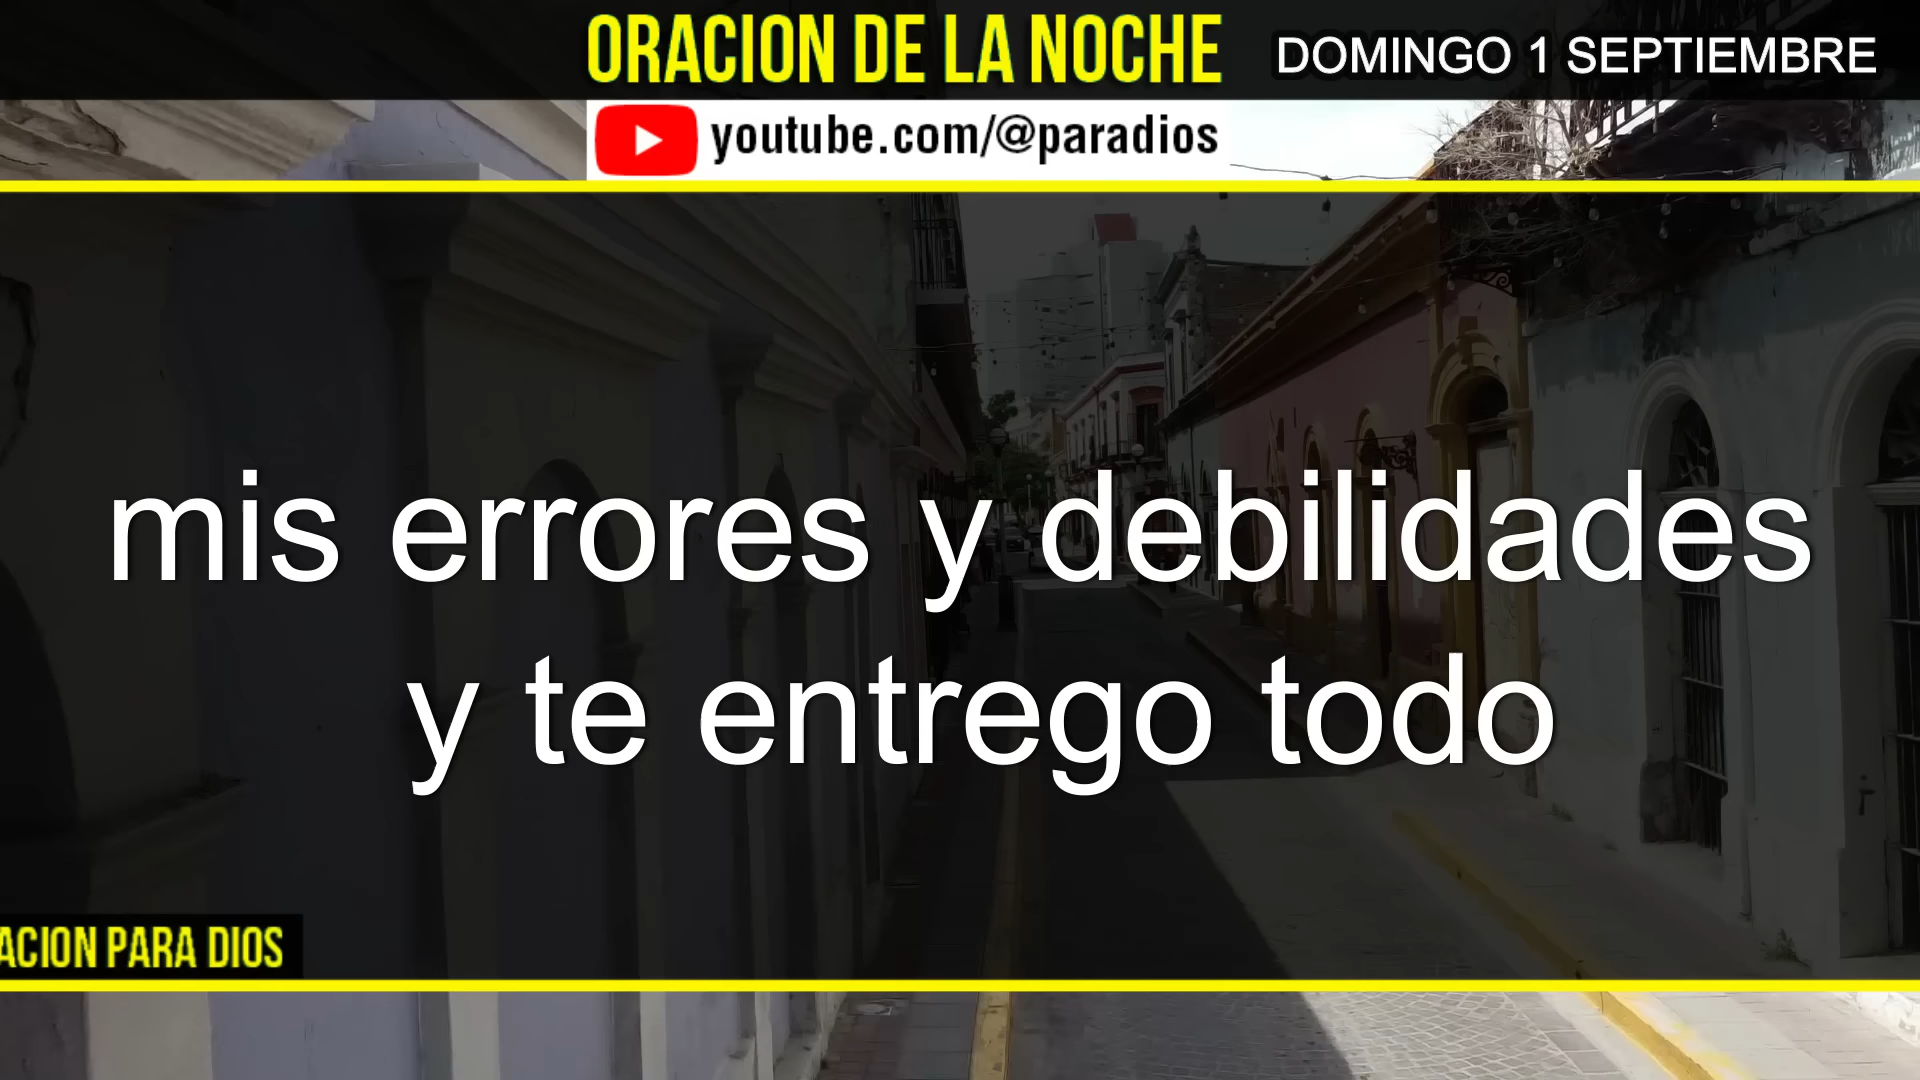 ORACION DE LA NOCHE
DOMINGO 1 SEPTIEMBRE
youtube.com/@paradios
mis errores y debilidades
y te entrego todo
ACION PARA DIOS